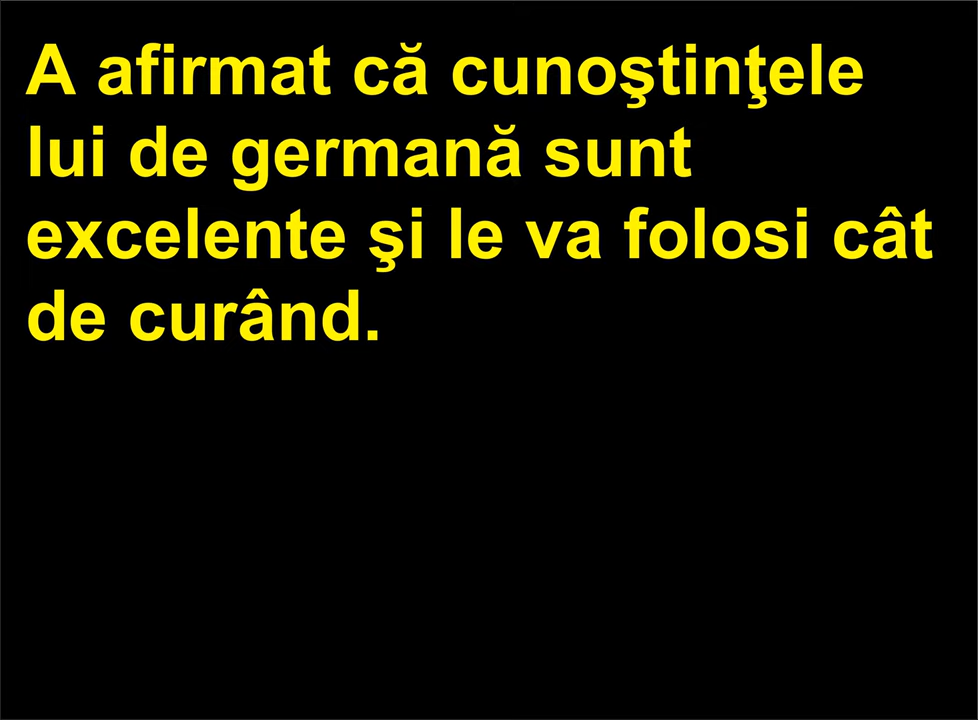 A afirmat că cunoştinţele
lui de germană sunt
excelente şi le va folosi cât
de curând.